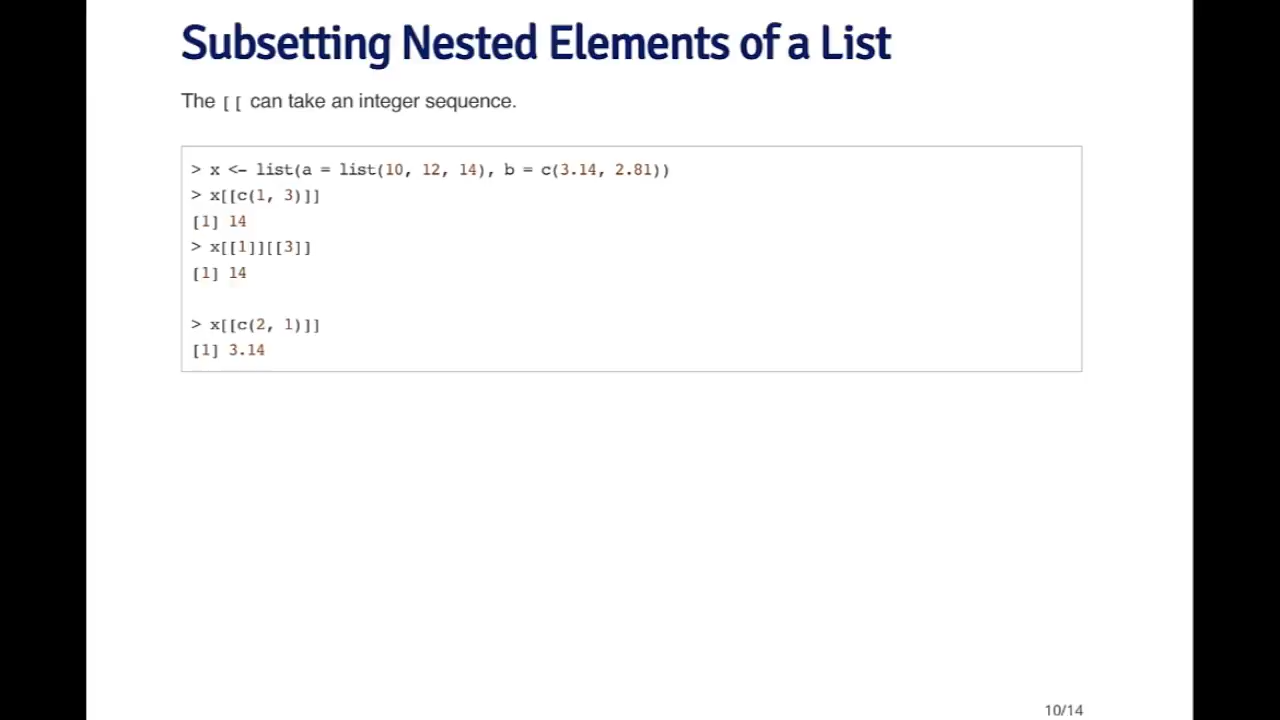 Subsetting Nested Elements of a List
The [[ can take an integer sequence.
> x <- list(a = list(10, 12, 14), b = c(3.14, 2.81))
> x[[c(1, 3)]]
[1] 14
> x[[1]][[3]]
[1] 14
> x[[c(2, 1)]]
[1] 3.14
10/14